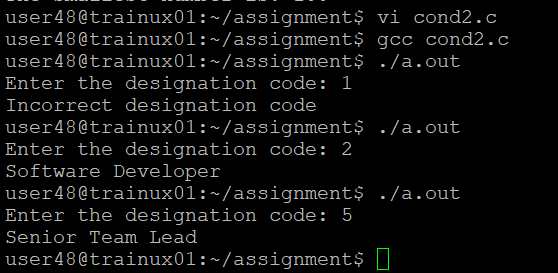 user48@trainux01:~/assignment$ vi cond2.c
user48@trainux01:~/assignment$ gcc cond2.c
user48@trainux01:~/assignment$ ./a.out
Enter the designation code: 1
Incorrect designation code
user48@trainux01:~/assignment$ ./a.out
Enter the designation code: 2
Software Developer
user48@trainux01:~/assignment$ ./a.out
Enter the designation code: 5
Senior Team Lead
user48@trainux01:~/assignment$